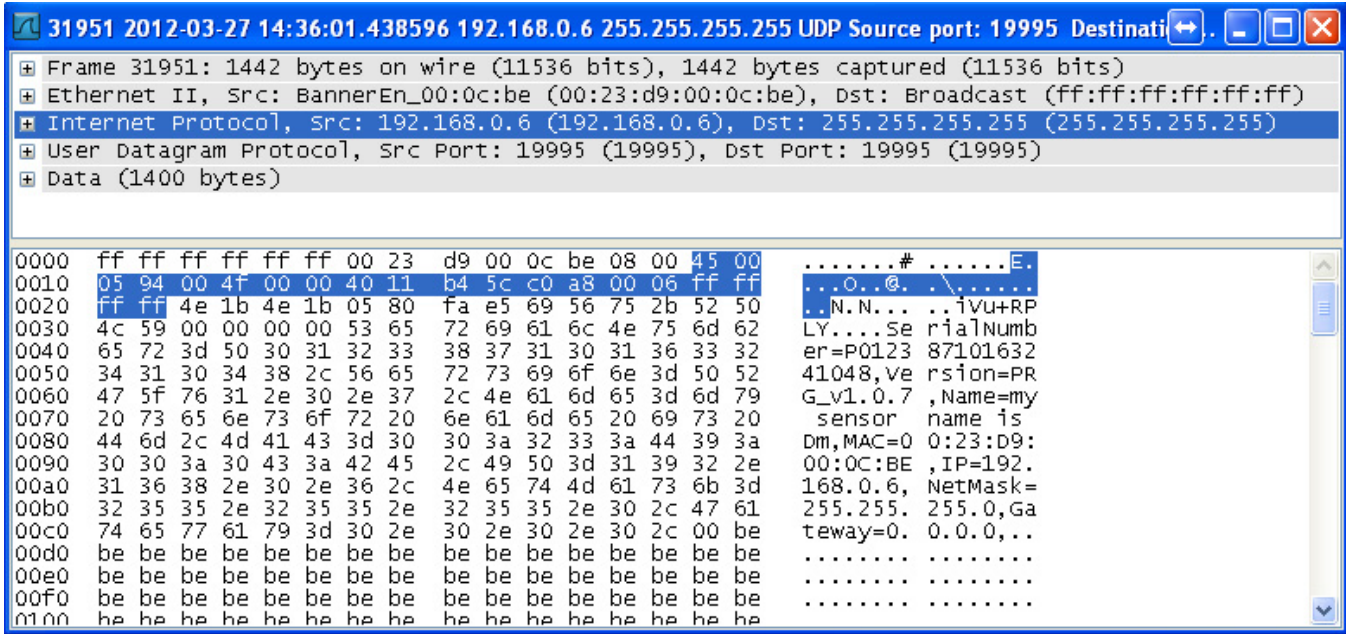 31951 2012-03-27 14:36:01.438596 192.168.0.6 255.255.255.255 UDP Source port: 19995 Destinati...
Frame 31951: 1442 bytes on wire (11536 bits), 1442 bytes captured (11536 bits)
Ethernet II, Src: BannerEn_00:0c:be (00:23:d9:00:0c:be), Dst: Broadcast (ff:ff:ff:ff:ff:ff)
Internet Protocol, Src: 192.168.0.6 (192.168.0.6), Dst: 255.255.255.255 (255.255.255.255)
User Datagram Protocol, Src Port: 19995 (19995), Dst Port: 19995 (19995)
Data (1400 bytes)
0000 ff ff ff ff ff ff 00 23 d9 00 0c be 08 00 45 00 .......# ......E.
0010 05 94 00 4f 00 00 40 11 b4 5c c0 a8 00 06 ff ff ...O..@. .\......
0020 ff ff 4e 1b 4e 1b 05 80 fa e5 69 56 75 2b 52 50 ..N.N... ..iVu+RP
0030 4c 59 00 00 00 00 53 65 72 69 61 6c 4e 75 6d 62 LY....Se rialNumb
0040 65 72 3d 50 30 31 32 33 38 37 31 30 31 36 33 32 er=P0123 87101632
0050 34 31 30 34 38 2c 56 65 72 73 69 6f 6e 3d 50 52 41048,Ve rsion=PR
0060 47 5f 76 31 2e 30 2e 37 2c 4e 61 6d 65 3d 6d 79 G_v1.0.7 ,Name=my
0070 20 73 65 6e 73 6f 72 20 6e 61 6d 65 20 69 73 20 sensor name is
0080 44 6d 2c 4d 41 43 3d 30 30 3a 32 33 3a 44 39 3a Dm,MAC=0 0:23:D9:
0090 30 30 3a 30 43 3a 42 45 2c 49 50 3d 31 39 32 2e 00:0C:BE ,IP=192.
00a0 31 36 38 2e 30 2e 36 2c 4e 65 74 4d 61 73 6b 3d 168.0.6, NetMask=
00b0 32 35 35 2e 32 35 35 2e 32 35 35 2e 30 2c 47 61 255.255. 255.0,Ga
00c0 74 65 77 61 79 3d 30 2e 30 2e 30 2e 30 2c 00 be teway=0. 0.0.0,..
00d0 be be be be be be be be be be be be be be be be ........ ........
00e0 be be be be be be be be be be be be be be be be ........ ........
00f0 be be be be be be be be be be be be be be be be ........ ........
0100 be be be be be be be be be be be be be be be be